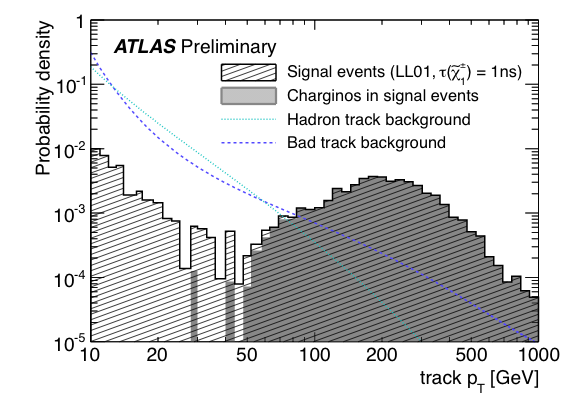 ATLAS Preliminary
Signal events (LL01, τ(χ̃₁±) = 1ns)
Charginos in signal events
Hadron track background
Bad track background
Probability density
1
10⁻¹
10⁻²
10⁻³
10⁻⁴
10⁻⁵
10 20 50 100 200 500 1000
track p_T [GeV]